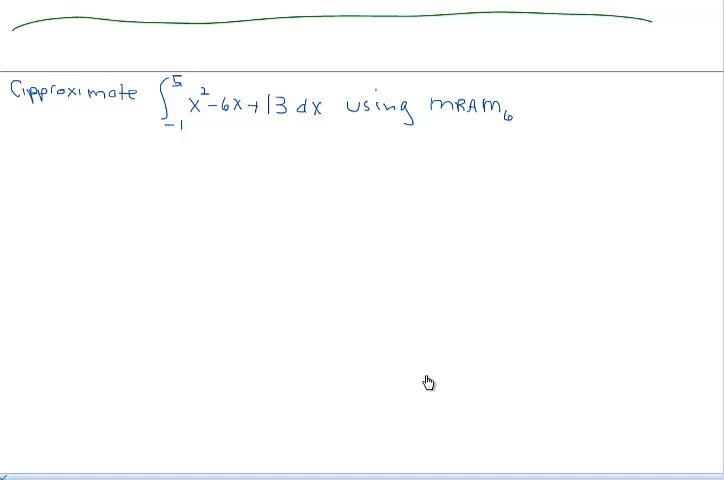 Approximate ∫₋₁⁵ x² - 6x + 13 dx using MRAM₆